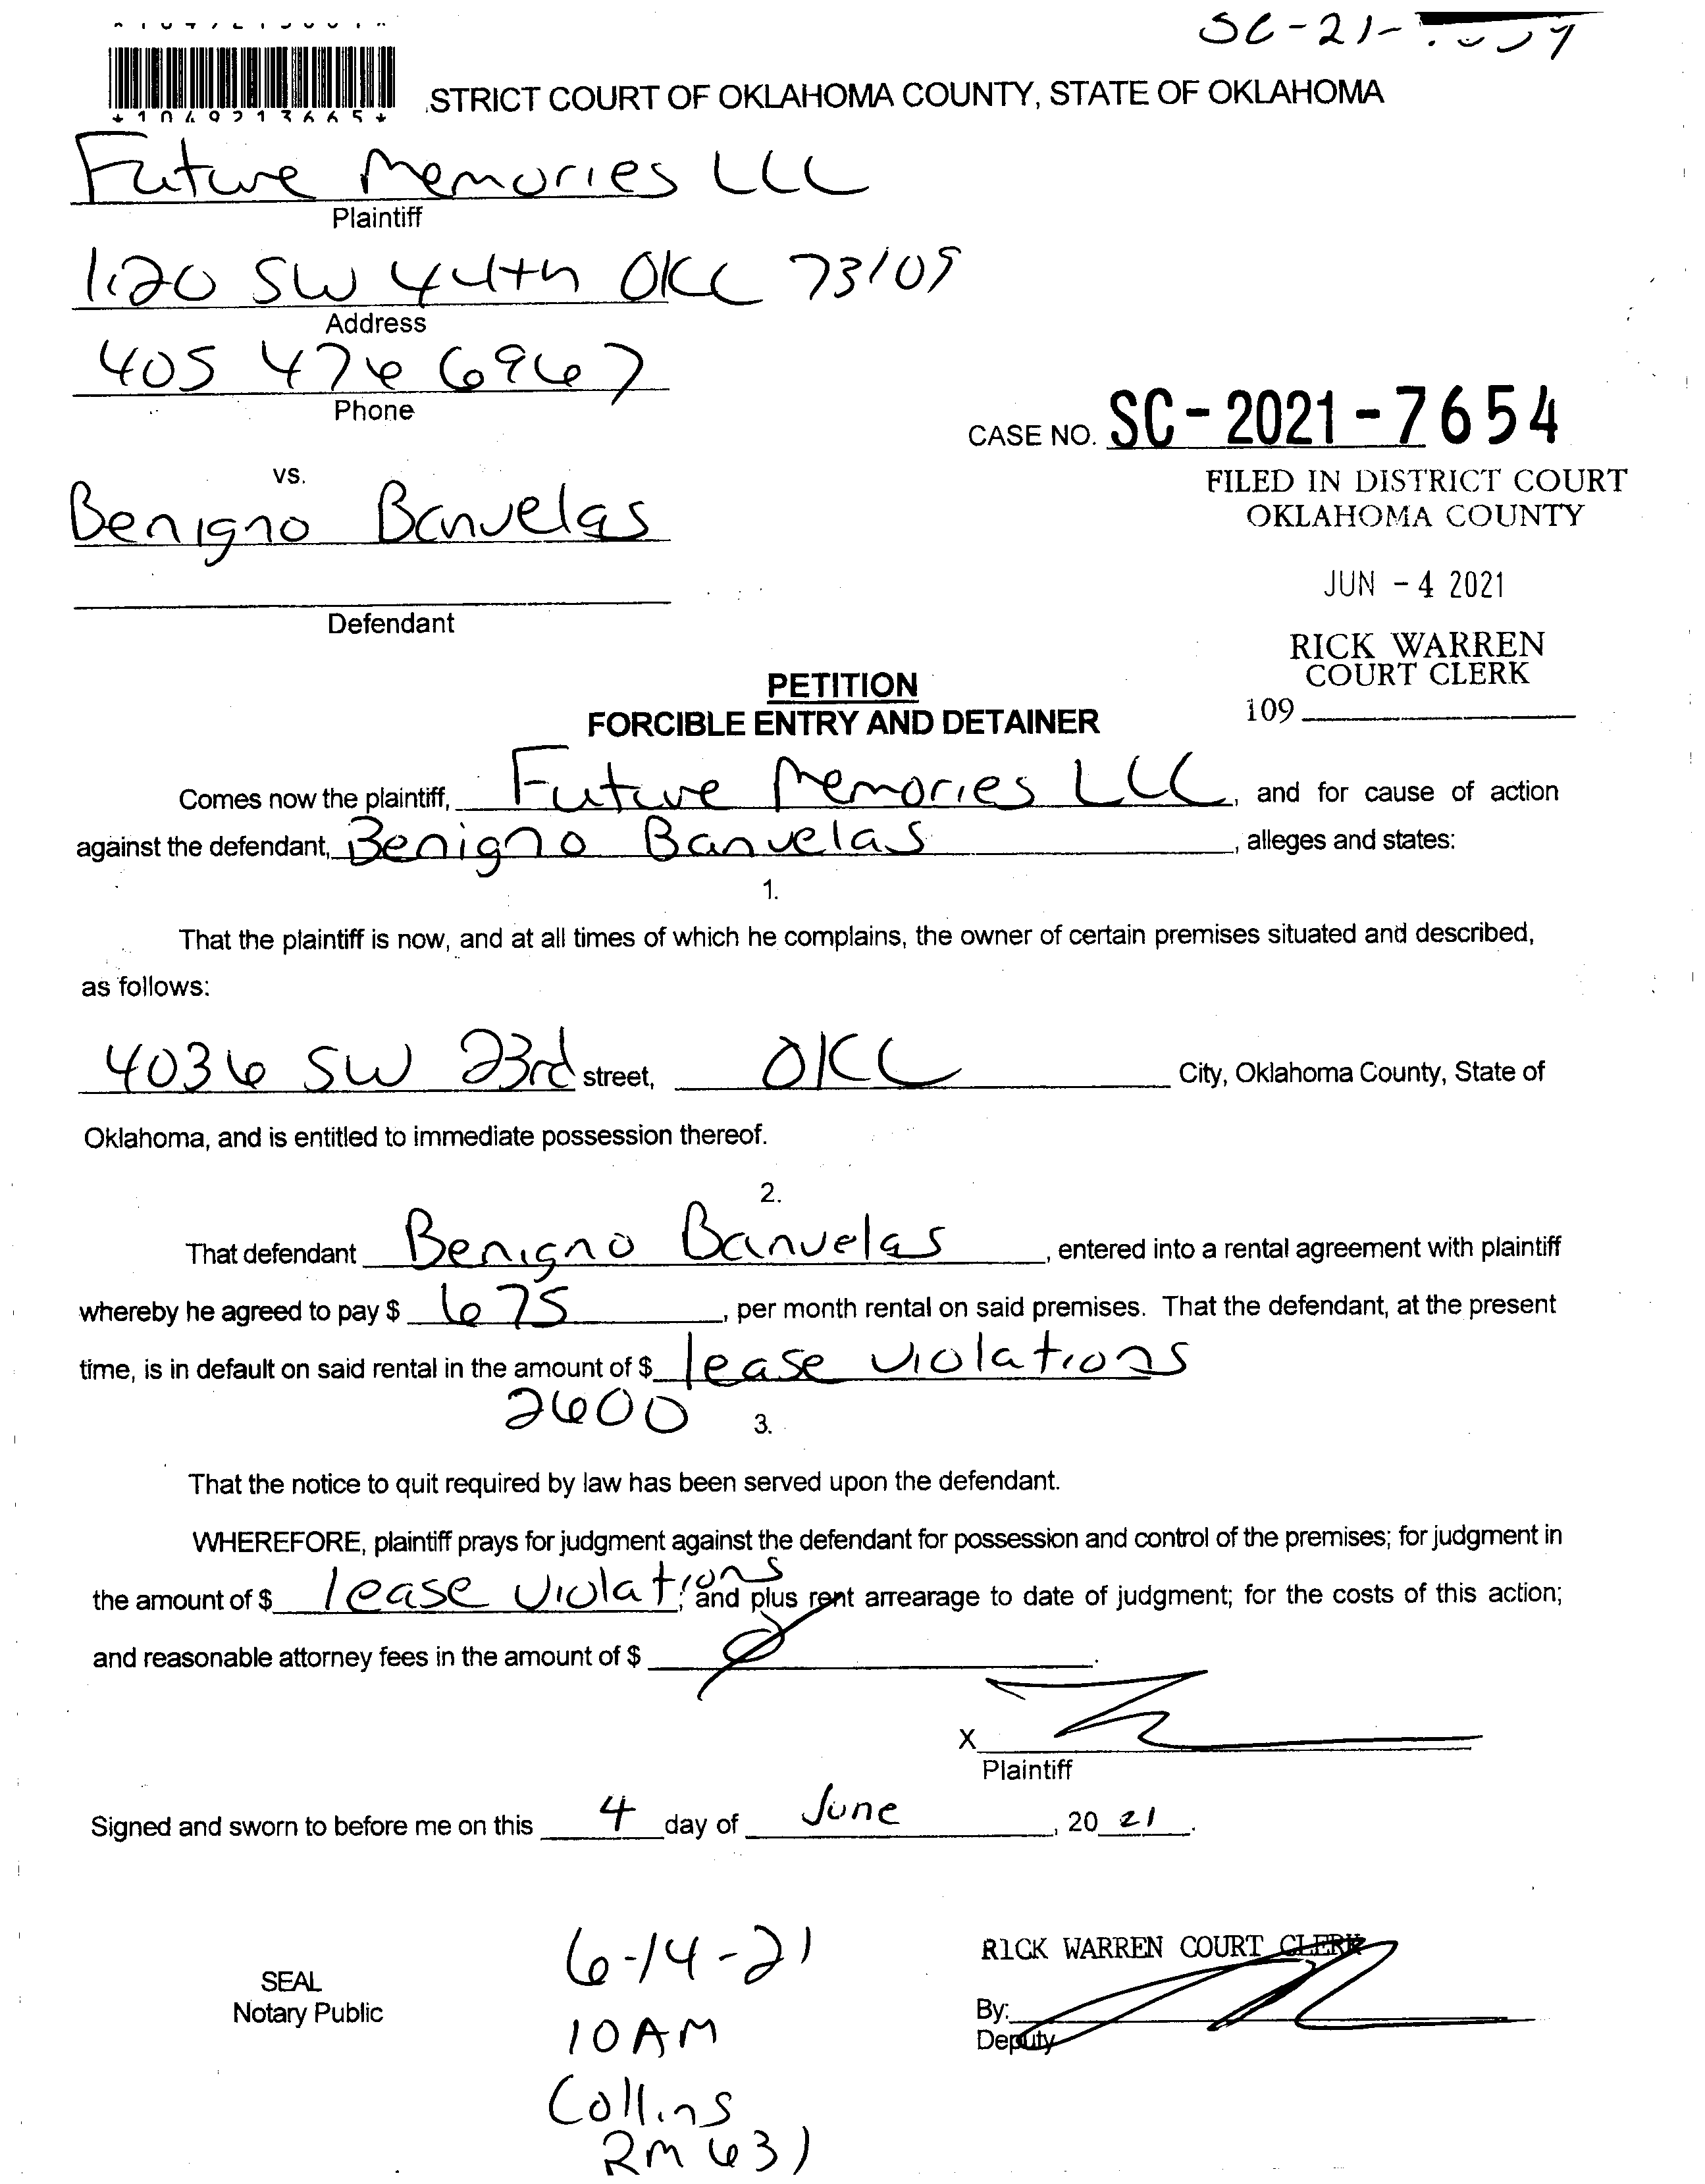 SC-21-
STRICT COURT OF OKLAHOMA COUNTY, STATE OF OKLAHOMA
Future Memories LLC
Plaintiff
1120 SW 44th OKC 73109
Address
405 476 6967
Phone
CASE NO. SC-2021-7654
vs.
FILED IN DISTRICT COURT
OKLAHOMA COUNTY
Benigno Banuelas
JUN - 4 2021
Defendant
RICK WARREN
COURT CLERK
109
PETITION
FORCIBLE ENTRY AND DETAINER
Comes now the plaintiff, Future Memories LLC, and for cause of action
against the defendant, Benigno Banuelas, alleges and states:
1.
That the plaintiff is now, and at all times of which he complains, the owner of certain premises situated and described,
as follows:
4036 SW 23rd street, OKC City, Oklahoma County, State of
Oklahoma, and is entitled to immediate possession thereof.
2.
That defendant Benigno Banuelas, entered into a rental agreement with plaintiff
whereby he agreed to pay $ 675, per month rental on said premises. That the defendant, at the present
time, is in default on said rental in the amount of $ lease violations
2600
3.
That the notice to quit required by law has been served upon the defendant.
WHEREFORE, plaintiff prays for judgment against the defendant for possession and control of the premises; for judgment in
the amount of $ lease violations; and plus rent arrearage to date of judgment; for the costs of this action;
and reasonable attorney fees in the amount of $ .
X
Plaintiff
Signed and sworn to before me on this 4 day of June, 20 21.
SEAL
Notary Public
6-14-21
10 AM
Collins
Rm 631
RICK WARREN COURT CLERK
By:
Deputy